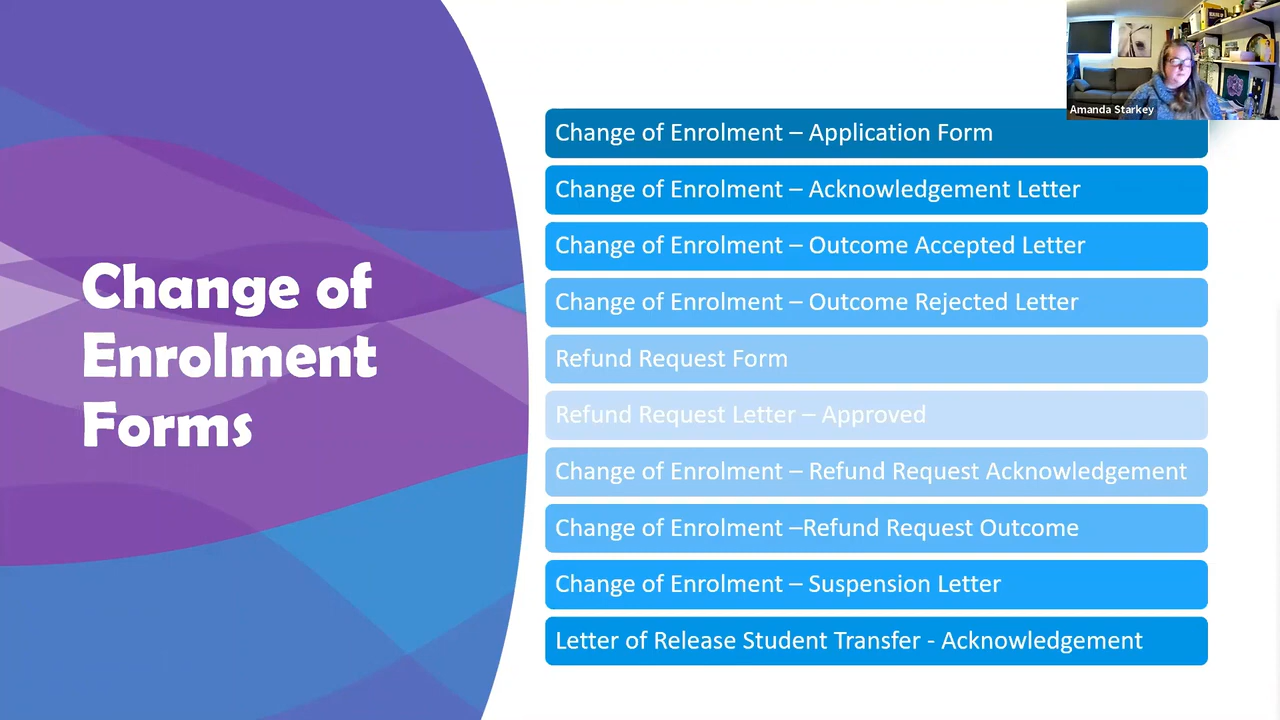 Change of
Enrolment
Forms
Change of Enrolment – Application Form
Change of Enrolment – Acknowledgement Letter
Change of Enrolment – Outcome Accepted Letter
Change of Enrolment – Outcome Rejected Letter
Refund Request Form
Refund Request Letter – Approved
Change of Enrolment – Refund Request Acknowledgement
Change of Enrolment –Refund Request Outcome
Change of Enrolment – Suspension Letter
Letter of Release Student Transfer - Acknowledgement
Amanda Starkey